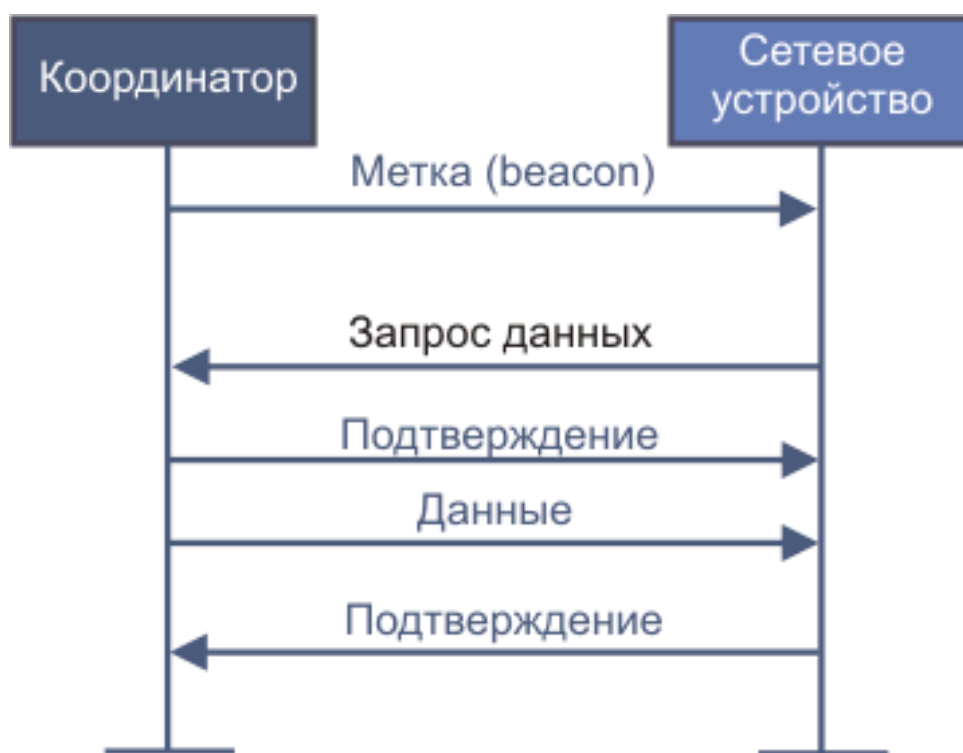 Координатор
Сетевое
устройство
Метка (beacon)
Запрос данных
Подтверждение
Данные
Подтверждение